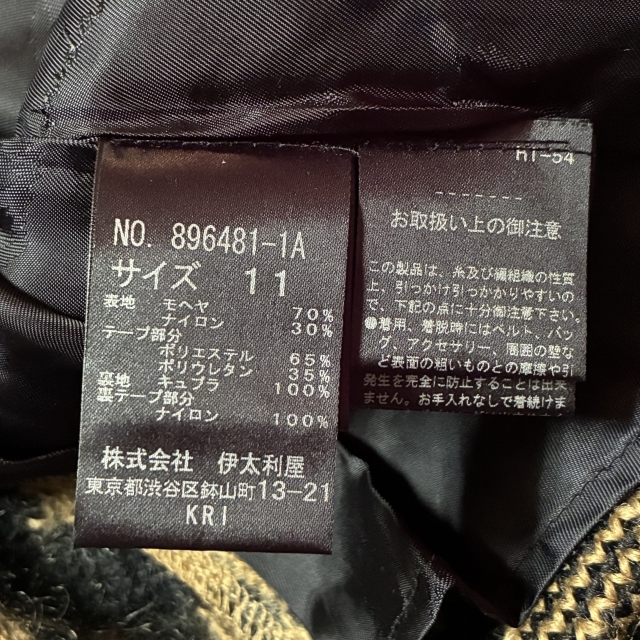 NO. 896481-1A
サイズ 11
表地 モヘヤ 70%
ナイロン 30%
テープ部分
ポリエステル 65%
ポリウレタン 35%
裏地 キュプラ 100%
裏テープ部分
ナイロン 100%
株式会社 伊太利屋
東京都渋谷区鉢山町13-21
KRI
HT-54
お取扱い上の御注意
この製品は、糸及び編組織の性質
上、引っかけ引っかかりやすいの
で、下記の点に十分御注意下さい。
●着用、着脱時にはベルト、バッ
グ、アクセサリー、周囲の壁な
ど表面の粗いものとの摩擦や引
発生を完全に防止することは出来
ません。お手入れなしで着続けま